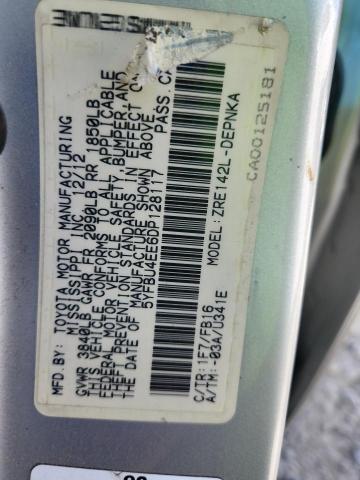 MFD. BY: TOYOTA MOTOR MANUFACTURING
MISSISSIPPI, INC. 12/12
GVWR 3840LB GAWR FR 2090LB RR 1850LB
THIS VEHICLE CONFORMS TO ALL APPLICABLE
FEDERAL MOTOR VEHICLE SAFETY, BUMPER, AND
THEFT PREVENTION STANDARDS IN EFFECT ON
THE DATE OF MANUFACTURE SHOWN ABOVE.
5YFBU4EE6DP128117 PASS. CAR
C/TR: 1F7/FB16 ZRE142L-DEPNKA
A/TM: -03A/U341E
CA00125181